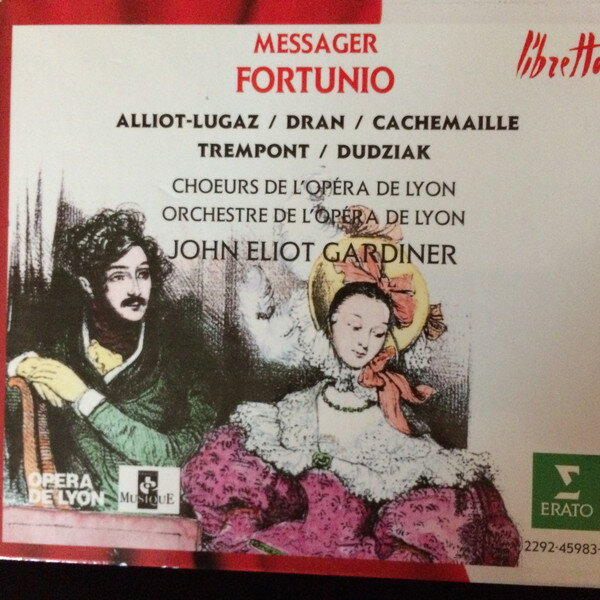 MESSAGER
FORTUNIO
libretto
ALLIOT-LUGAZ / DRAN / CACHEMAILLE
TREMPONT / DUDZIAK
CHOEURS DE L'OPÉRA DE LYON
ORCHESTRE DE L'OPÉRA DE LYON
JOHN ELIOT GARDINER
OPERA
DE LYON
MUSIQUE
ERATO
2292-45983-